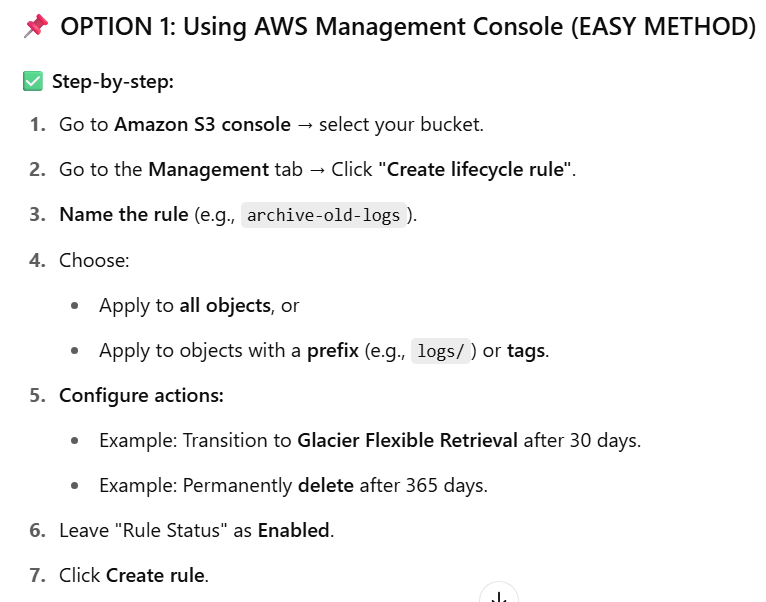 📌 OPTION 1: Using AWS Management Console (EASY METHOD)
✅ Step-by-step:
1. Go to Amazon S3 console → select your bucket.
2. Go to the Management tab → Click "Create lifecycle rule".
3. Name the rule (e.g., archive-old-logs).
4. Choose:
• Apply to all objects, or
• Apply to objects with a prefix (e.g., logs/) or tags.
5. Configure actions:
• Example: Transition to Glacier Flexible Retrieval after 30 days.
• Example: Permanently delete after 365 days.
6. Leave "Rule Status" as Enabled.
7. Click Create rule.